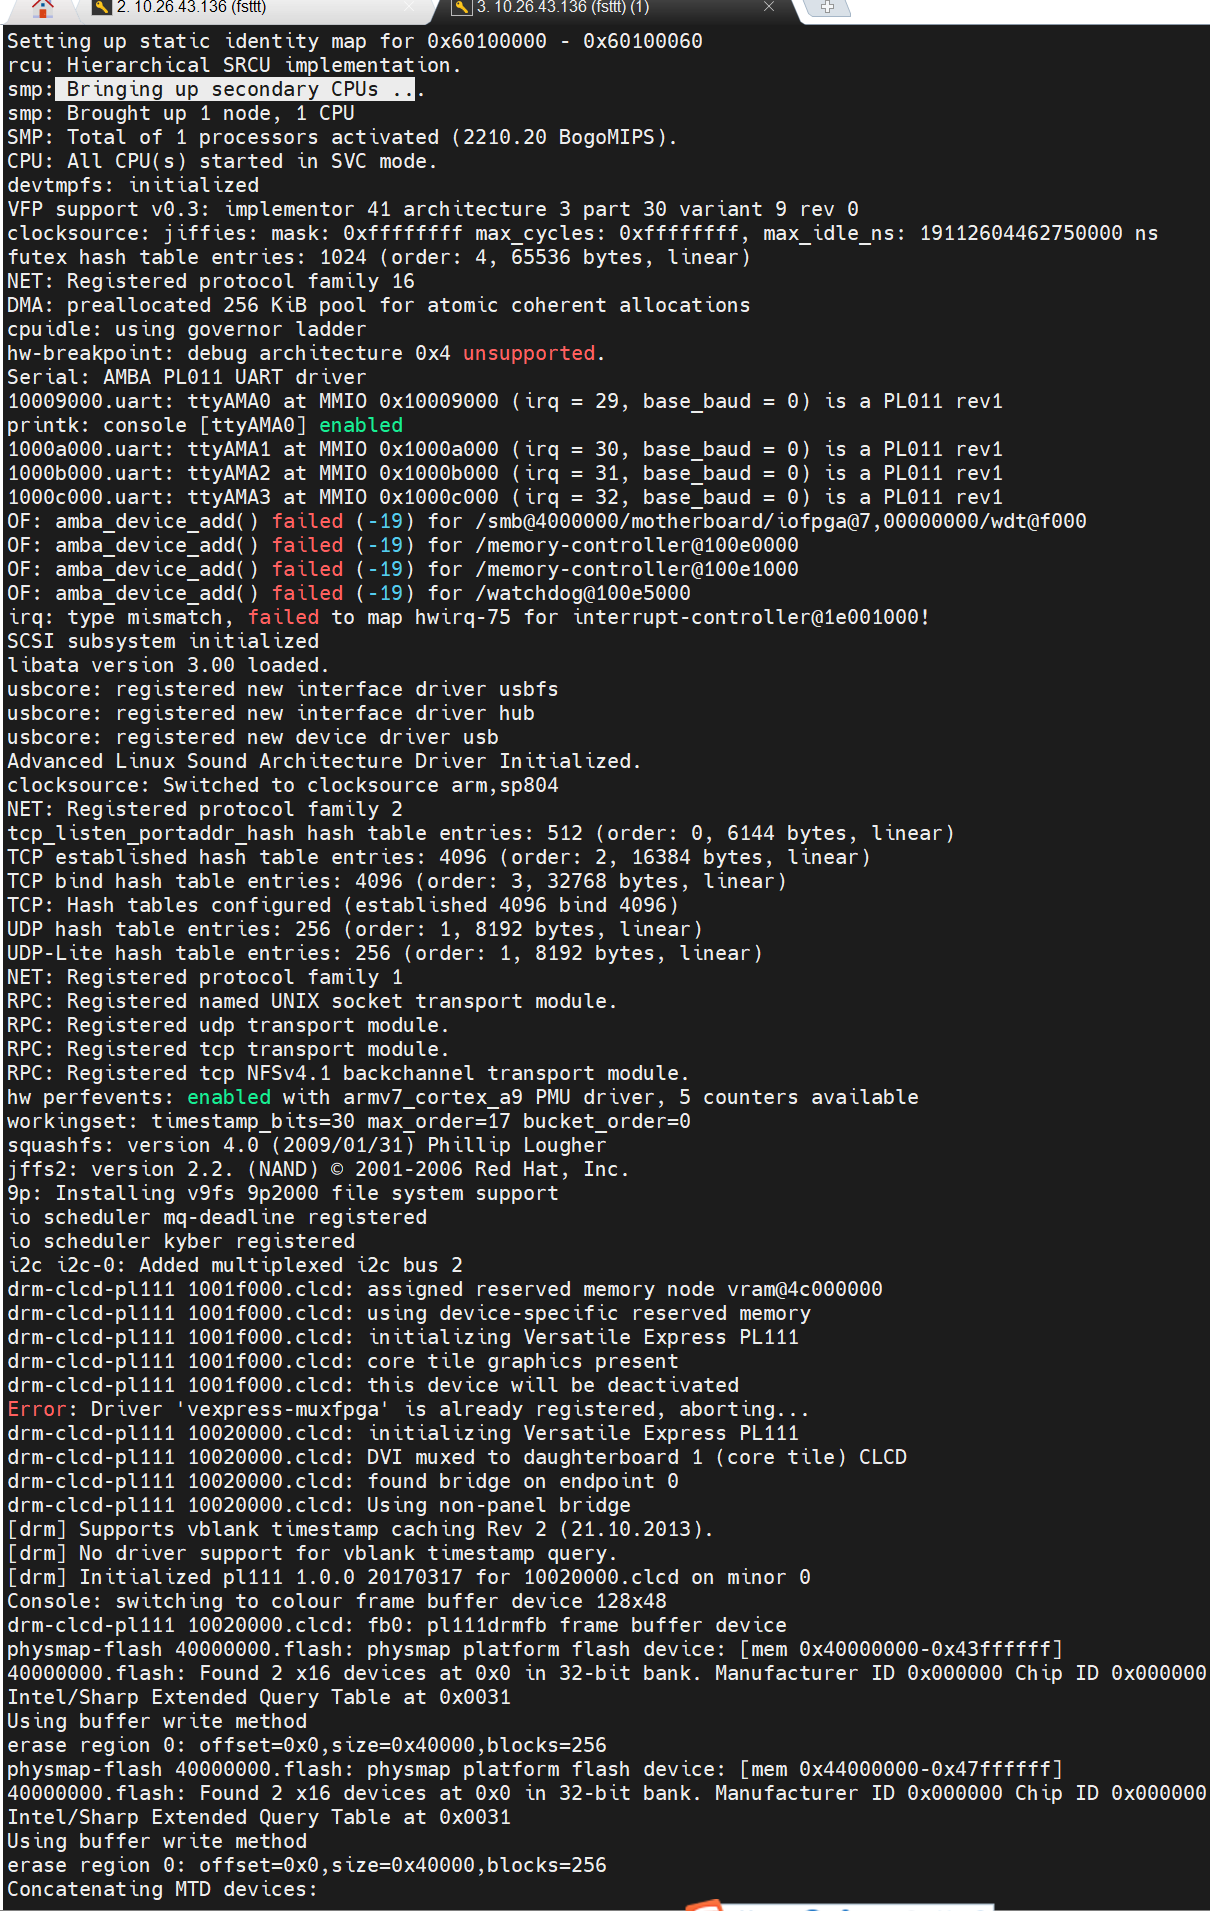 2. 10.26.43.136 (fsttt)
3. 10.26.43.136 (fsttt) (1)
Setting up static identity map for 0x60100000 - 0x60100060
rcu: Hierarchical SRCU implementation.
smp: Bringing up secondary CPUs ...
smp: Brought up 1 node, 1 CPU
SMP: Total of 1 processors activated (2210.20 BogoMIPS).
CPU: All CPU(s) started in SVC mode.
devtmpfs: initialized
VFP support v0.3: implementor 41 architecture 3 part 30 variant 9 rev 0
clocksource: jiffies: mask: 0xffffffff max_cycles: 0xffffffff, max_idle_ns: 19112604462750000 ns
futex hash table entries: 1024 (order: 4, 65536 bytes, linear)
NET: Registered protocol family 16
DMA: preallocated 256 KiB pool for atomic coherent allocations
cpuidle: using governor ladder
hw-breakpoint: debug architecture 0x4 unsupported.
Serial: AMBA PL011 UART driver
10009000.uart: ttyAMA0 at MMIO 0x10009000 (irq = 29, base_baud = 0) is a PL011 rev1
printk: console [ttyAMA0] enabled
1000a000.uart: ttyAMA1 at MMIO 0x1000a000 (irq = 30, base_baud = 0) is a PL011 rev1
1000b000.uart: ttyAMA2 at MMIO 0x1000b000 (irq = 31, base_baud = 0) is a PL011 rev1
1000c000.uart: ttyAMA3 at MMIO 0x1000c000 (irq = 32, base_baud = 0) is a PL011 rev1
OF: amba_device_add() failed (-19) for /smb@4000000/motherboard/iofpga@7,00000000/wdt@f000
OF: amba_device_add() failed (-19) for /memory-controller@100e0000
OF: amba_device_add() failed (-19) for /memory-controller@100e1000
OF: amba_device_add() failed (-19) for /watchdog@100e5000
irq: type mismatch, failed to map hwirq-75 for interrupt-controller@1e001000!
SCSI subsystem initialized
libata version 3.00 loaded.
usbcore: registered new interface driver usbfs
usbcore: registered new interface driver hub
usbcore: registered new device driver usb
Advanced Linux Sound Architecture Driver Initialized.
clocksource: Switched to clocksource arm,sp804
NET: Registered protocol family 2
tcp_listen_portaddr_hash hash table entries: 512 (order: 0, 6144 bytes, linear)
TCP established hash table entries: 4096 (order: 2, 16384 bytes, linear)
TCP bind hash table entries: 4096 (order: 3, 32768 bytes, linear)
TCP: Hash tables configured (established 4096 bind 4096)
UDP hash table entries: 256 (order: 1, 8192 bytes, linear)
UDP-Lite hash table entries: 256 (order: 1, 8192 bytes, linear)
NET: Registered protocol family 1
RPC: Registered named UNIX socket transport module.
RPC: Registered udp transport module.
RPC: Registered tcp transport module.
RPC: Registered tcp NFSv4.1 backchannel transport module.
hw perfevents: enabled with armv7_cortex_a9 PMU driver, 5 counters available
workingset: timestamp_bits=30 max_order=17 bucket_order=0
squashfs: version 4.0 (2009/01/31) Phillip Lougher
jffs2: version 2.2. (NAND) © 2001-2006 Red Hat, Inc.
9p: Installing v9fs 9p2000 file system support
io scheduler mq-deadline registered
io scheduler kyber registered
i2c i2c-0: Added multiplexed i2c bus 2
drm-clcd-pl111 1001f000.clcd: assigned reserved memory node vram@4c000000
drm-clcd-pl111 1001f000.clcd: using device-specific reserved memory
drm-clcd-pl111 1001f000.clcd: initializing Versatile Express PL111
drm-clcd-pl111 1001f000.clcd: core tile graphics present
drm-clcd-pl111 1001f000.clcd: this device will be deactivated
Error: Driver 'vexpress-muxfpga' is already registered, aborting...
drm-clcd-pl111 10020000.clcd: initializing Versatile Express PL111
drm-clcd-pl111 10020000.clcd: DVI muxed to daughterboard 1 (core tile) CLCD
drm-clcd-pl111 10020000.clcd: found bridge on endpoint 0
drm-clcd-pl111 10020000.clcd: Using non-panel bridge
[drm] Supports vblank timestamp caching Rev 2 (21.10.2013).
[drm] No driver support for vblank timestamp query.
[drm] Initialized pl111 1.0.0 20170317 for 10020000.clcd on minor 0
Console: switching to colour frame buffer device 128x48
drm-clcd-pl111 10020000.clcd: fb0: pl111drmfb frame buffer device
physmap-flash 40000000.flash: physmap platform flash device: [mem 0x40000000-0x43ffffff]
40000000.flash: Found 2 x16 devices at 0x0 in 32-bit bank. Manufacturer ID 0x000000 Chip ID 0x000000
Intel/Sharp Extended Query Table at 0x0031
Using buffer write method
erase region 0: offset=0x0,size=0x40000,blocks=256
physmap-flash 40000000.flash: physmap platform flash device: [mem 0x44000000-0x47ffffff]
40000000.flash: Found 2 x16 devices at 0x0 in 32-bit bank. Manufacturer ID 0x000000 Chip ID 0x000000
Intel/Sharp Extended Query Table at 0x0031
Using buffer write method
erase region 0: offset=0x0,size=0x40000,blocks=256
Concatenating MTD devices: